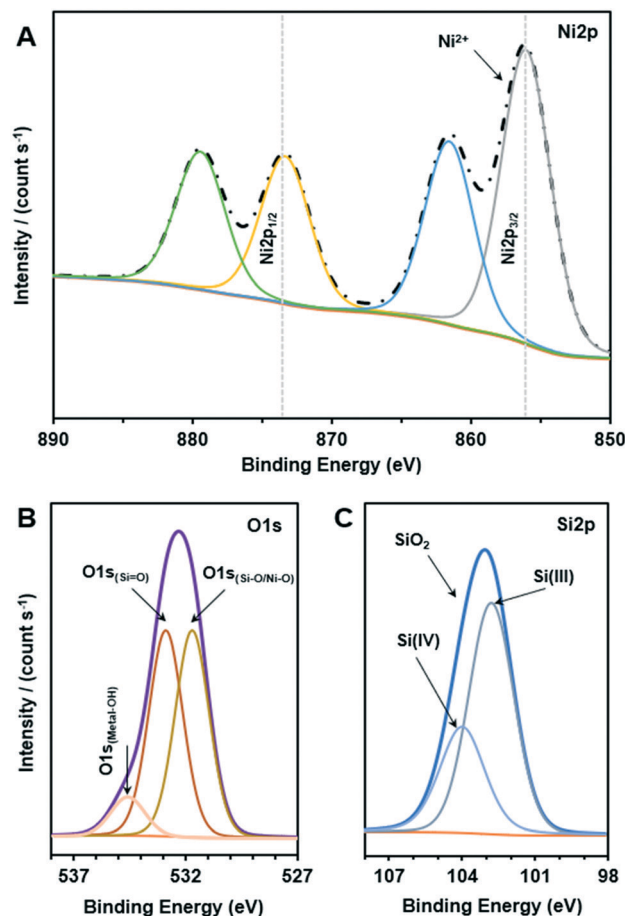 A
Ni2p
Ni²⁺
Ni2p₁/₂
Ni2p₃/₂
Intensity / (count s⁻¹)
890
880
870
860
850
Binding Energy (eV)
B
O1s
O1s(Si=O)
O1s(Si-O/Ni-O)
O1s(Metal-OH)
Intensity / (count s⁻¹)
537
532
527
Binding Energy (eV)
C
Si2p
SiO₂
Si(III)
Si(IV)
107
104
101
98
Binding Energy (eV)